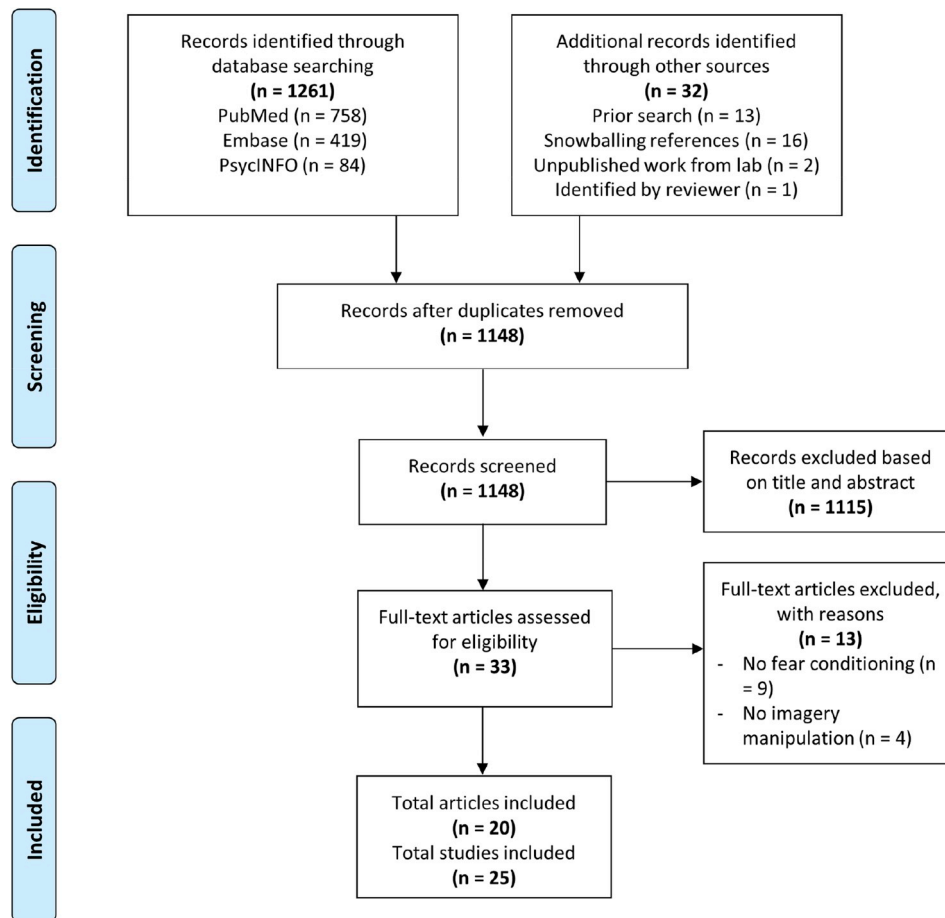 Identification
Records identified through
database searching
(n = 1261)
PubMed (n = 758)
Embase (n = 419)
PsycINFO (n = 84)
Additional records identified
through other sources
(n = 32)
Prior search (n = 13)
Snowballing references (n = 16)
Unpublished work from lab (n = 2)
Identified by reviewer (n = 1)
Screening
Records after duplicates removed
(n = 1148)
Records screened
(n = 1148)
Records excluded based
on title and abstract
(n = 1115)
Eligibility
Full-text articles assessed
for eligibility
(n = 33)
Full-text articles excluded,
with reasons
(n = 13)
- No fear conditioning (n
= 9)
- No imagery
manipulation (n = 4)
Included
Total articles included
(n = 20)
Total studies included
(n = 25)